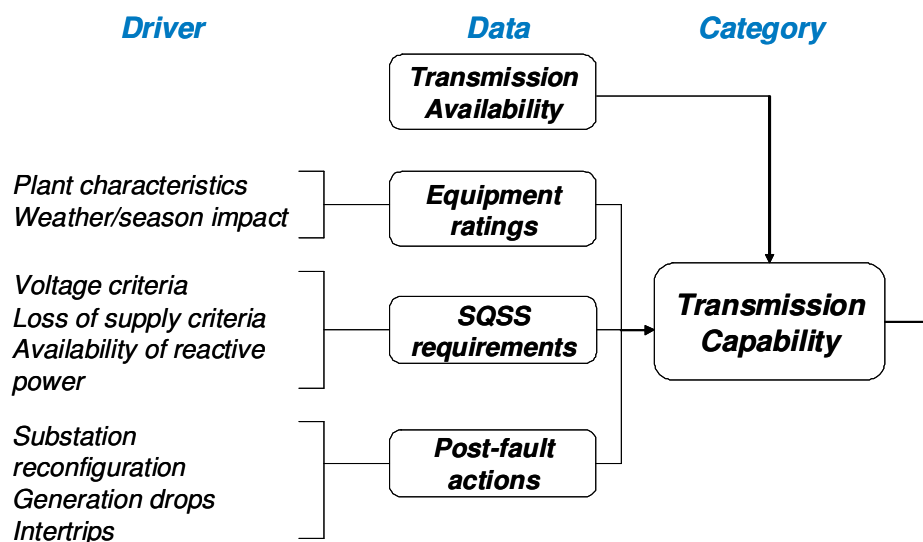 Driver
Data
Category
Transmission
Availability
Plant characteristics
Weather/season impact
Equipment
ratings
Voltage criteria
Loss of supply criteria
Availability of reactive
power
SQSS
requirements
Transmission
Capability
Substation
reconfiguration
Generation drops
Intertrips
Post-fault
actions